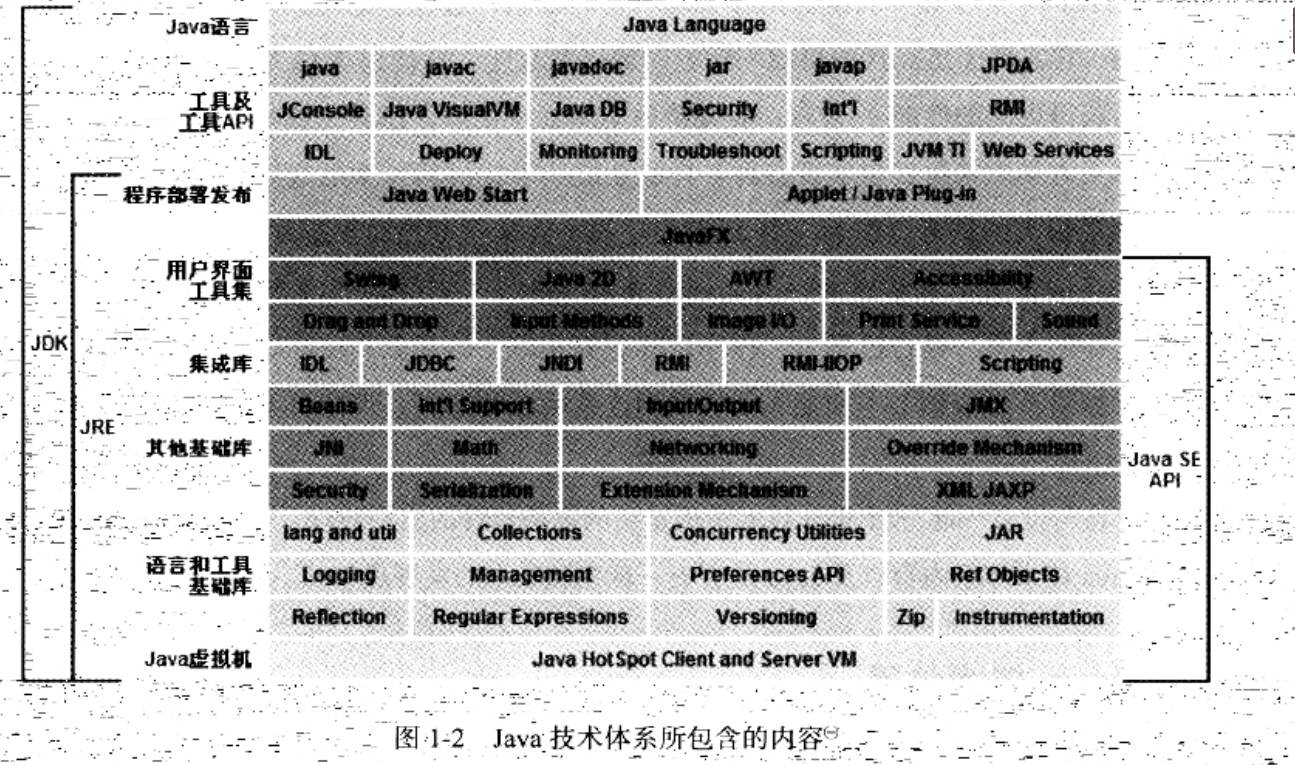 Java语言 Java Language
java javac javadoc jar javap JPDA
工具及
工具API JConsole Java VisualVM Java DB Security Int'l RMI
IDL Deploy Monitoring Troubleshoot Scripting JVM TI Web Services
程序部署发布 Java Web Start Applet / Java Plug-in
JavaFX
用户界面
工具集 Swing Java 2D AWT Accessibility
Drag and Drop Input Methods Image I/O Print Service Sound
JDK
集成库 IDL JDBC JNDI RMI RMI-IIOP Scripting
Beans Int'l Support Input/Output JMX
JRE
其他基础库 JNI Math Networking Override Mechanism
Java SE
API
Security Serialization Extension Mechanism XML JAXP
lang and util Collections Concurrency Utilities JAR
语言和工具
基础库 Logging Management Preferences API Ref Objects
Reflection Regular Expressions Versioning Zip Instrumentation
Java虚拟机 Java HotSpot Client and Server VM
图 1-2 Java 技术体系所包含的内容㊀